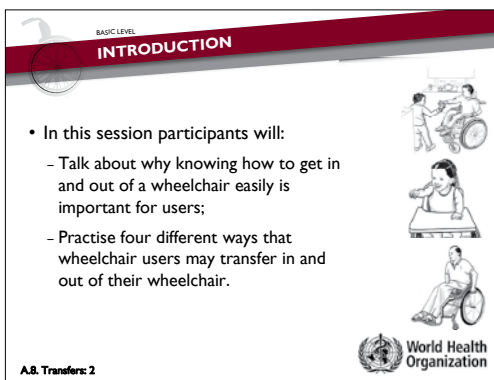 BASIC LEVEL
INTRODUCTION
• In this session participants will:
– Talk about why knowing how to get in
and out of a wheelchair easily is
important for users;
– Practise four different ways that
wheelchair users may transfer in and
out of their wheelchair.
World Health
Organization
A.8. Transfers: 2